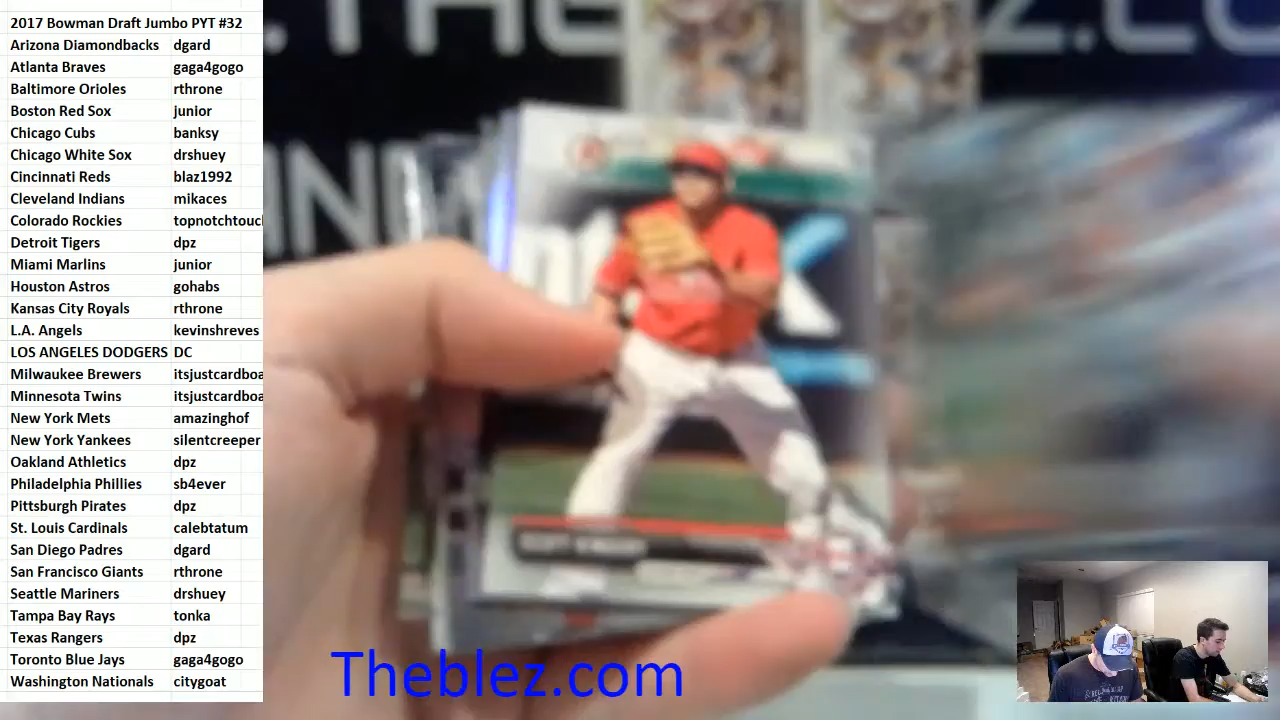 2017 Bowman Draft Jumbo PYT #32
Arizona Diamondbacks dgard
Atlanta Braves gaga4gogo
Baltimore Orioles rthrone
Boston Red Sox junior
Chicago Cubs banksy
Chicago White Sox drshuey
Cincinnati Reds blaz1992
Cleveland Indians mikaces
Colorado Rockies topnotchtouc
Detroit Tigers dpz
Miami Marlins junior
Houston Astros gohabs
Kansas City Royals rthrone
L.A. Angels kevinshreves
LOS ANGELES DODGERS DC
Milwaukee Brewers itsjustcardboa
Minnesota Twins itsjustcardboa
New York Mets amazinghof
New York Yankees silentcreeper
Oakland Athletics dpz
Philadelphia Phillies sb4ever
Pittsburgh Pirates dpz
St. Louis Cardinals calebtatum
San Diego Padres dgard
San Francisco Giants rthrone
Seattle Mariners drshuey
Tampa Bay Rays tonka
Texas Rangers dpz
Toronto Blue Jays gaga4gogo
Washington Nationals citygoat
Theblez.com